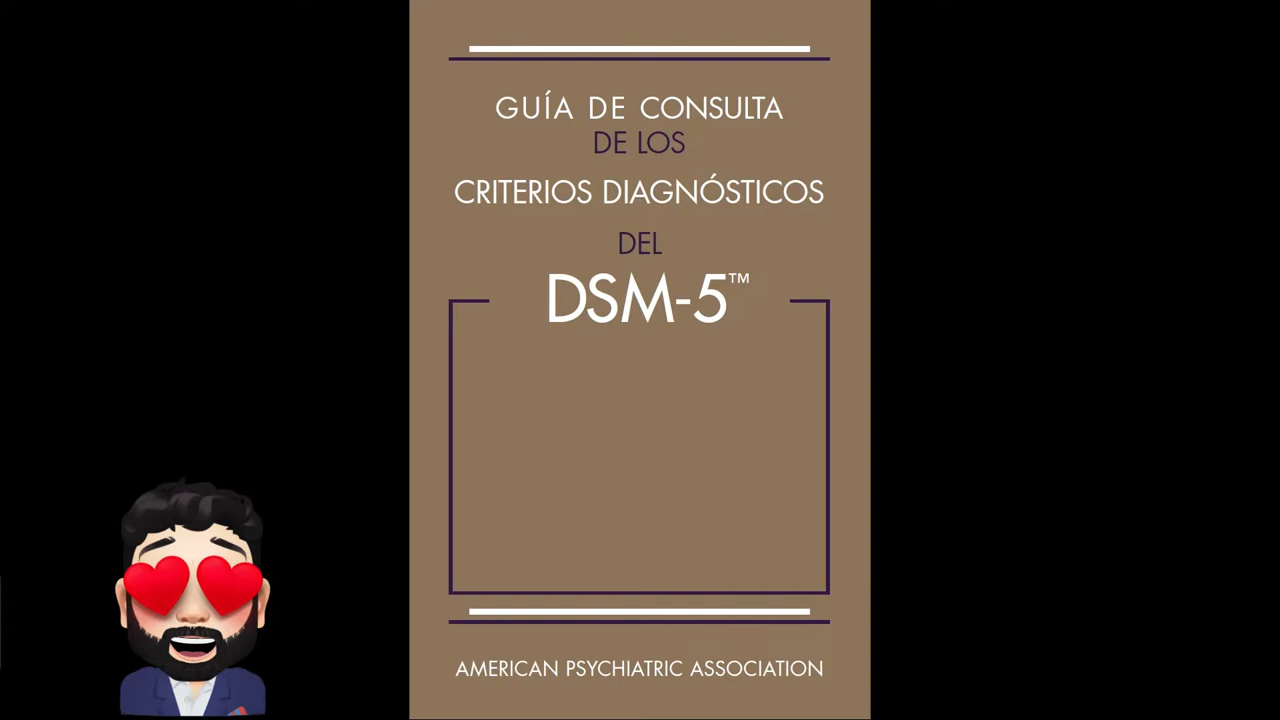 GUÍA DE CONSULTA
DE LOS
CRITERIOS DIAGNÓSTICOS
DEL
DSM-5™
AMERICAN PSYCHIATRIC ASSOCIATION